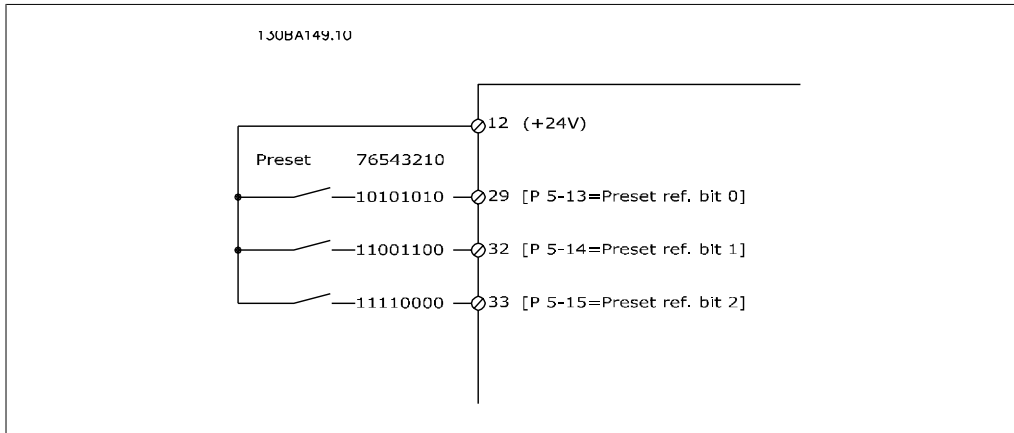 130BA149.10
12 (+24V)
Preset 76543210
10101010 29 [P 5-13=Preset ref. bit 0]
11001100 32 [P 5-14=Preset ref. bit 1]
11110000 33 [P 5-15=Preset ref. bit 2]